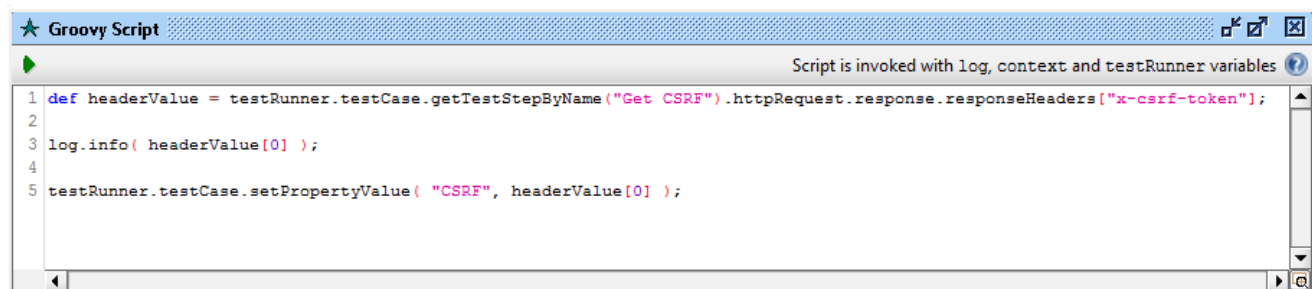 Groovy Script
Script is invoked with log, context and testRunner variables
1 def headerValue = testRunner.testCase.getTestStepByName("Get CSRF").httpRequest.response.responseHeaders["x-csrf-token"];
2
3 log.info( headerValue[0] );
4
5 testRunner.testCase.setPropertyValue( "CSRF", headerValue[0] );